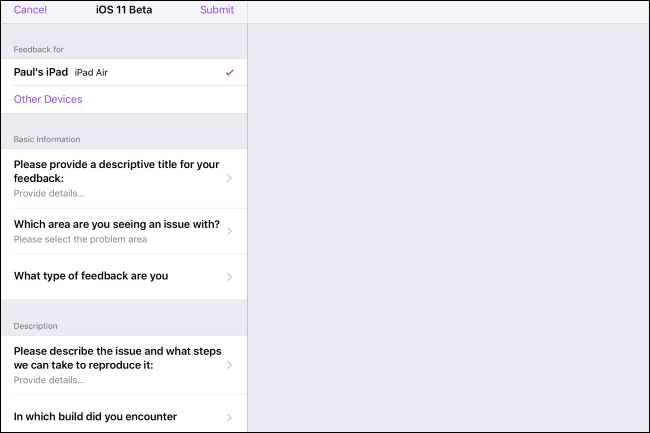 Cancel iOS 11 Beta Submit
Feedback for
Paul's iPad iPad Air
Other Devices
Basic Information
Please provide a descriptive title for your
feedback:
Provide details...
Which area are you seeing an issue with?
Please select the problem area
What type of feedback are you
Description
Please describe the issue and what steps
we can take to reproduce it:
Provide details...
In which build did you encounter